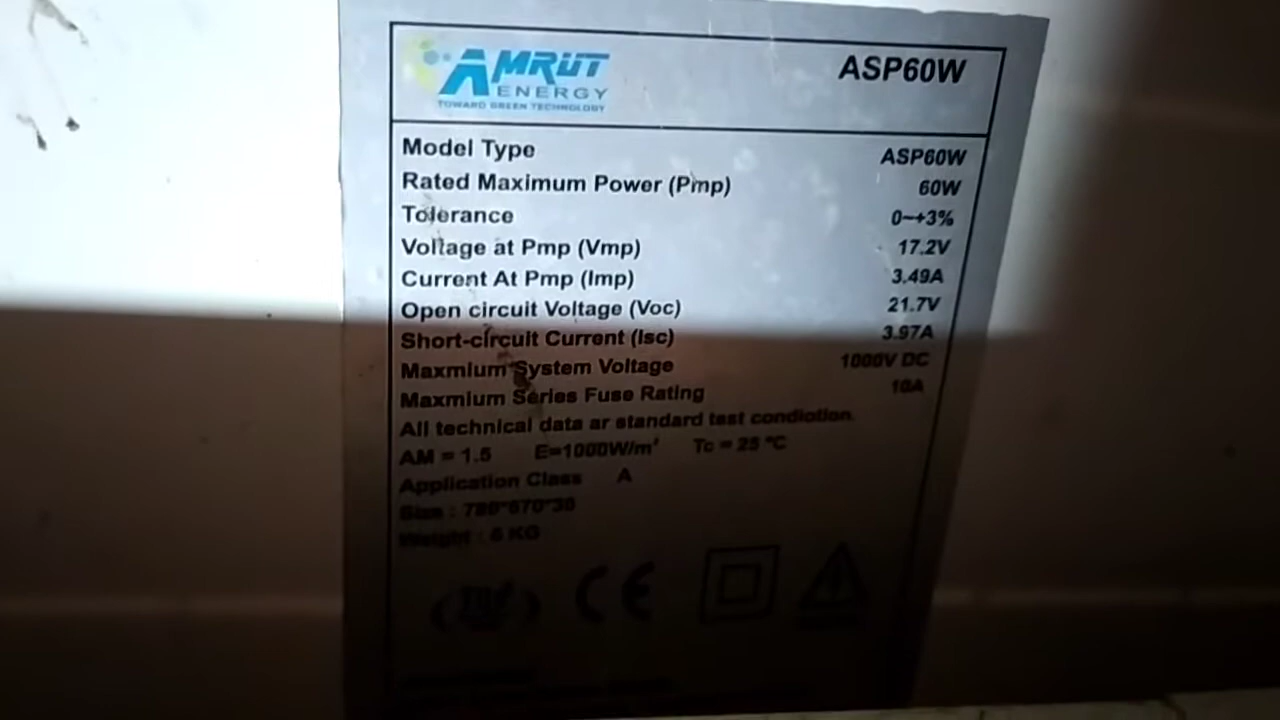 AMRUT
ENERGY
TOWARD GREEN TECHNOLOGY
ASP60W
Model Type ASP60W
Rated Maximum Power (Pmp) 60W
Tolerance 0~+3%
Voltage at Pmp (Vmp) 17.2V
Current At Pmp (Imp) 3.49A
Open circuit Voltage (Voc) 21.7V
Short-circuit Current (Isc) 3.97A
Maxmium System Voltage 1000V DC
Maxmium Series Fuse Rating 10A
All technical data ar standard test condiotion
AM = 1.5 E=1000W/m² Tc = 25 °C
Application Class A
Size : 780*670*30
Weight : 6 KG
CE